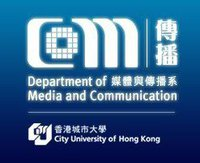 com 傳播
Department of 媒體與傳播系
Media and Communication
香港城市大學
City University of Hong Kong